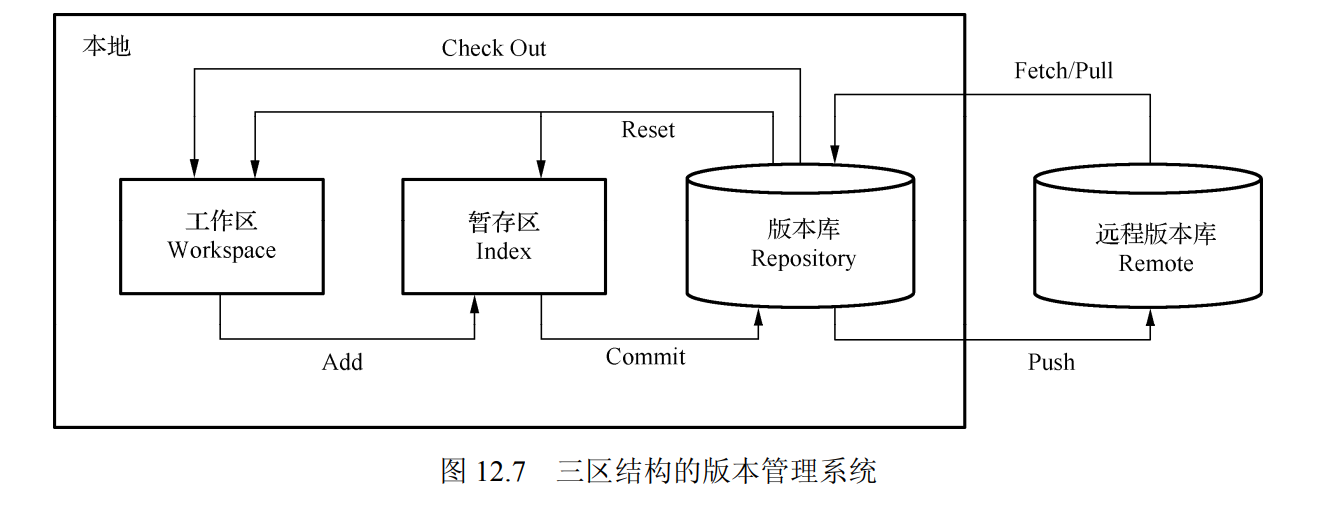 本地
Check Out
Fetch/Pull
Reset
工作区
Workspace
暂存区
Index
版本库
Repository
远程版本库
Remote
Add
Commit
Push
图 12.7 三区结构的版本管理系统